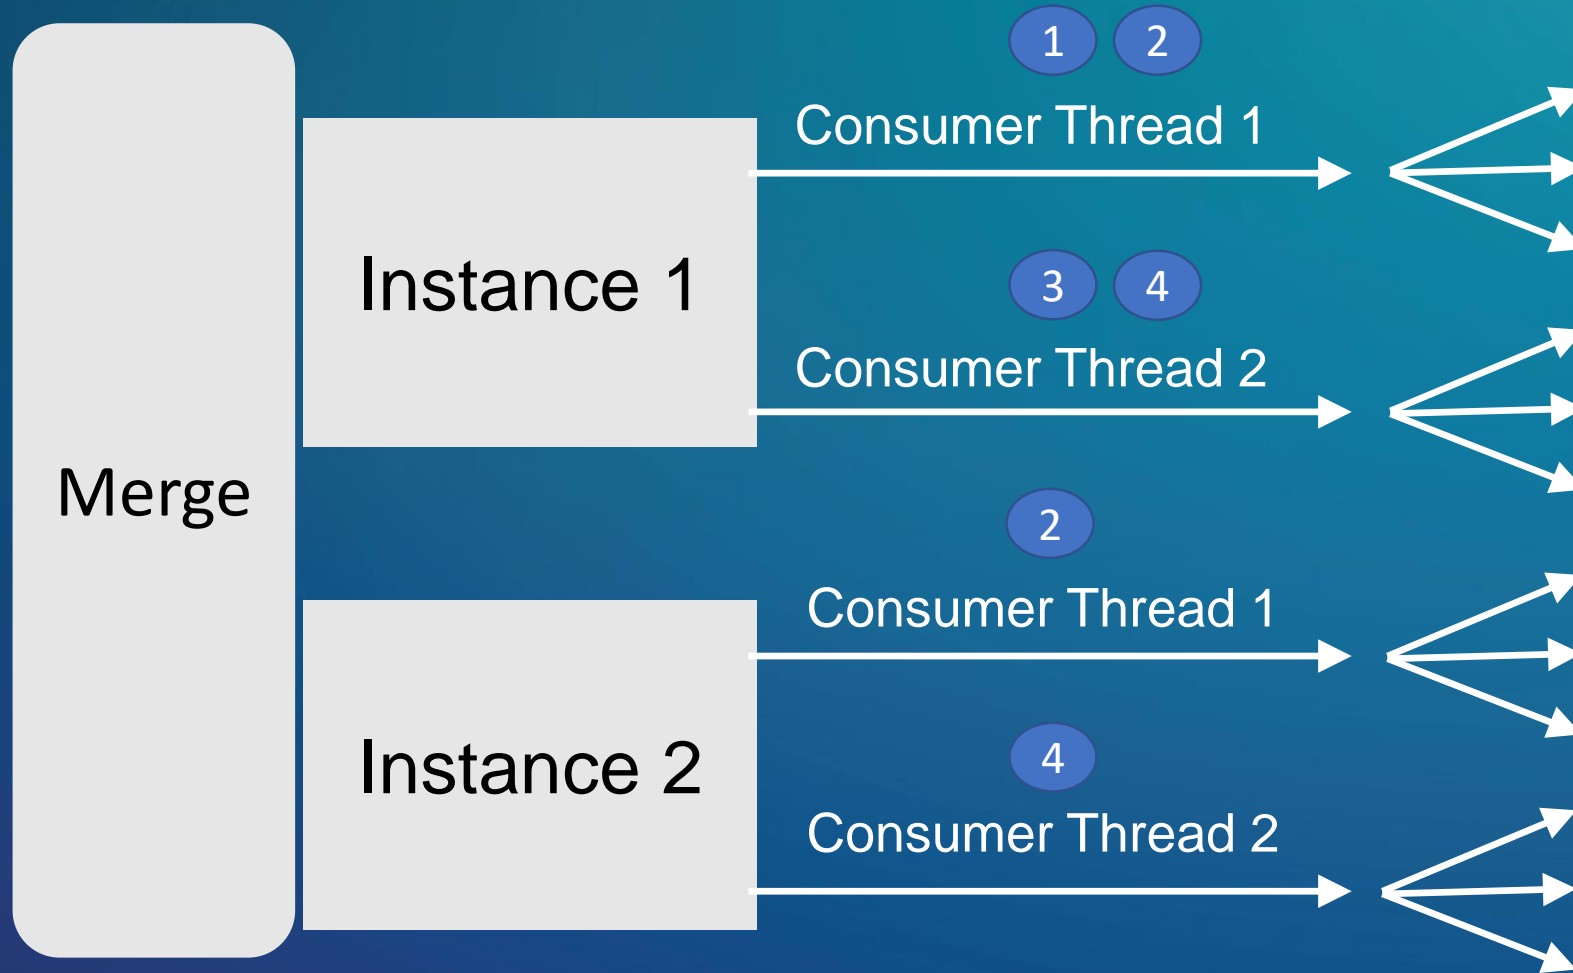 Merge
Instance 1
1 2
Consumer Thread 1
3 4
Consumer Thread 2
Instance 2
2
Consumer Thread 1
4
Consumer Thread 2